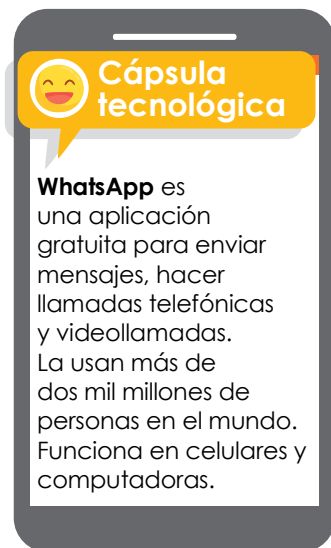 Cápsula
tecnológica
WhatsApp es
una aplicación
gratuita para enviar
mensajes, hacer
llamadas telefónicas
y videollamadas.
La usan más de
dos mil millones de
personas en el mundo.
Funciona en celulares y
computadoras.